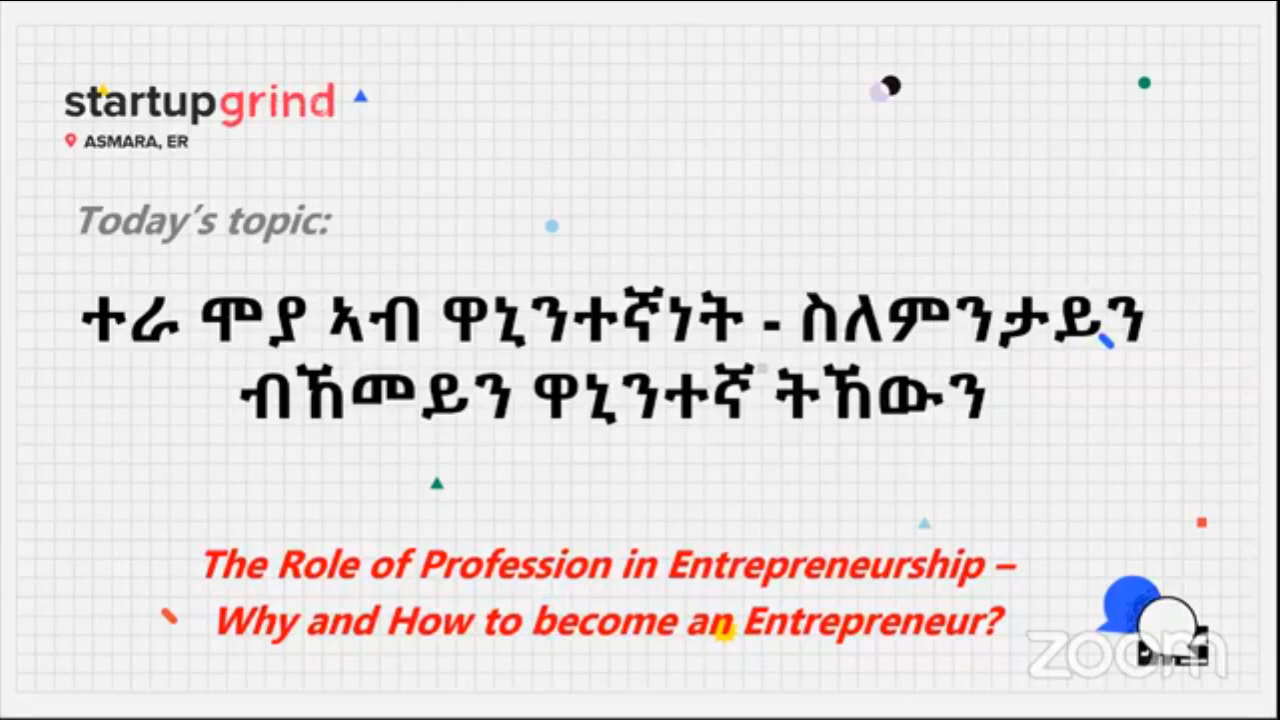 startupgrind
ASMARA, ER
Today's topic:
ተራ ሞያ ኣብ ዋኒንተኛነት - ስለምንታይን
ብኸመይን ዋኒንተኛ ትኸውን
The Role of Profession in Entrepreneurship –
Why and How to become an Entrepreneur?
zoom